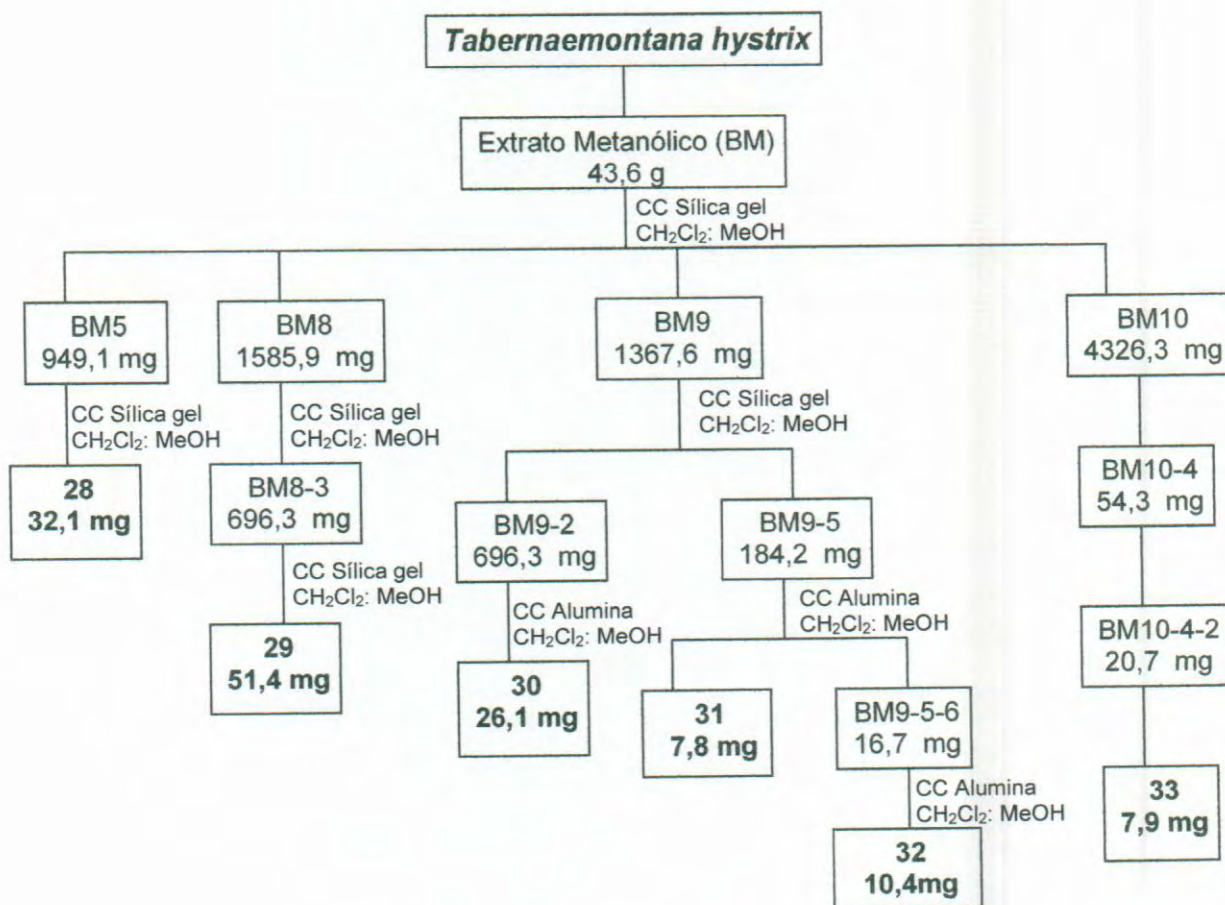 Tabernaemontana hystrix
Extrato Metanólico (BM)
43,6 g
CC Sílica gel
CH₂Cl₂: MeOH
BM5
949,1 mg
BM8
1585,9 mg
BM9
1367,6 mg
BM10
4326,3 mg
CC Sílica gel
CH₂Cl₂: MeOH
CC Sílica gel
CH₂Cl₂: MeOH
CC Sílica gel
CH₂Cl₂: MeOH
28
32,1 mg
BM8-3
696,3 mg
BM9-2
696,3 mg
BM9-5
184,2 mg
BM10-4
54,3 mg
CC Sílica gel
CH₂Cl₂: MeOH
CC Alumina
CH₂Cl₂: MeOH
CC Alumina
CH₂Cl₂: MeOH
29
51,4 mg
30
26,1 mg
31
7,8 mg
BM9-5-6
16,7 mg
BM10-4-2
20,7 mg
CC Alumina
CH₂Cl₂: MeOH
32
10,4mg
33
7,9 mg